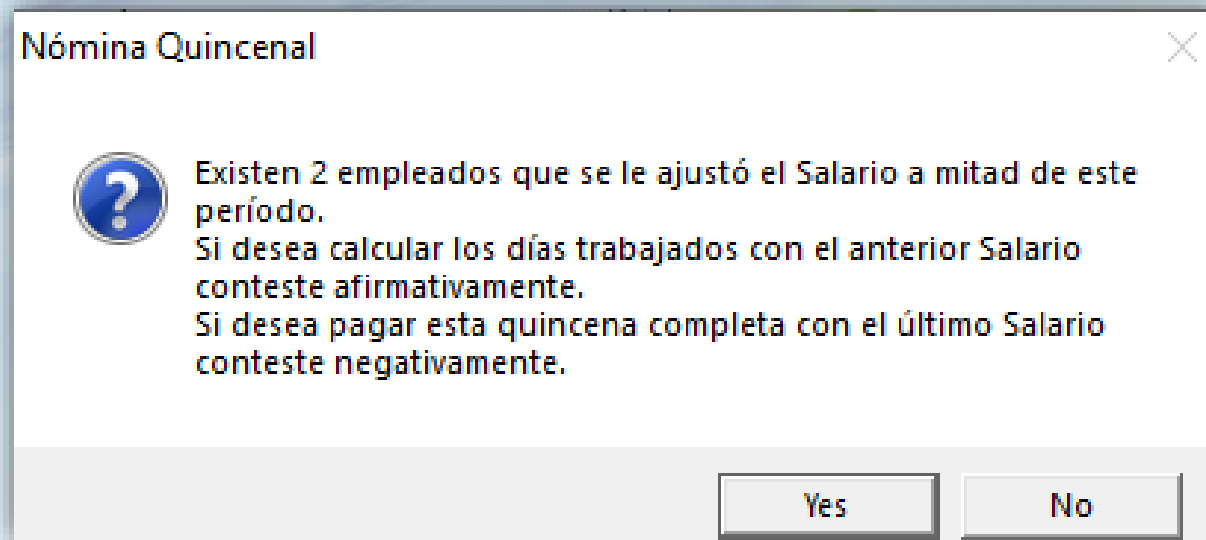 Nómina Quincenal
Existen 2 empleados que se le ajustó el Salario a mitad de este
período.
Si desea calcular los días trabajados con el anterior Salario
conteste afirmativamente.
Si desea pagar esta quincena completa con el último Salario
conteste negativamente.
Yes
No